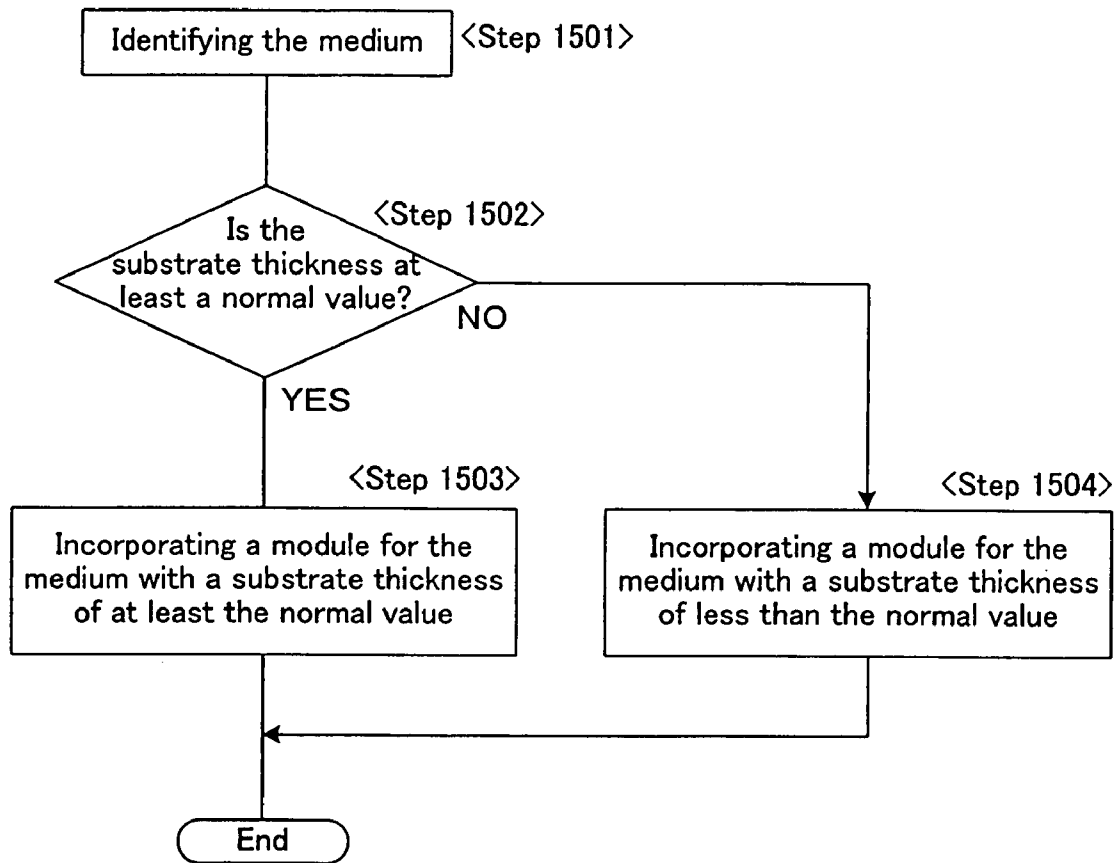 Identifying the medium
<Step 1501>
<Step 1502>
Is the
substrate thickness at
least a normal value?
NO
YES
<Step 1503>
<Step 1504>
Incorporating a module for the
medium with a substrate thickness
of at least the normal value
Incorporating a module for the
medium with a substrate thickness
of less than the normal value
End